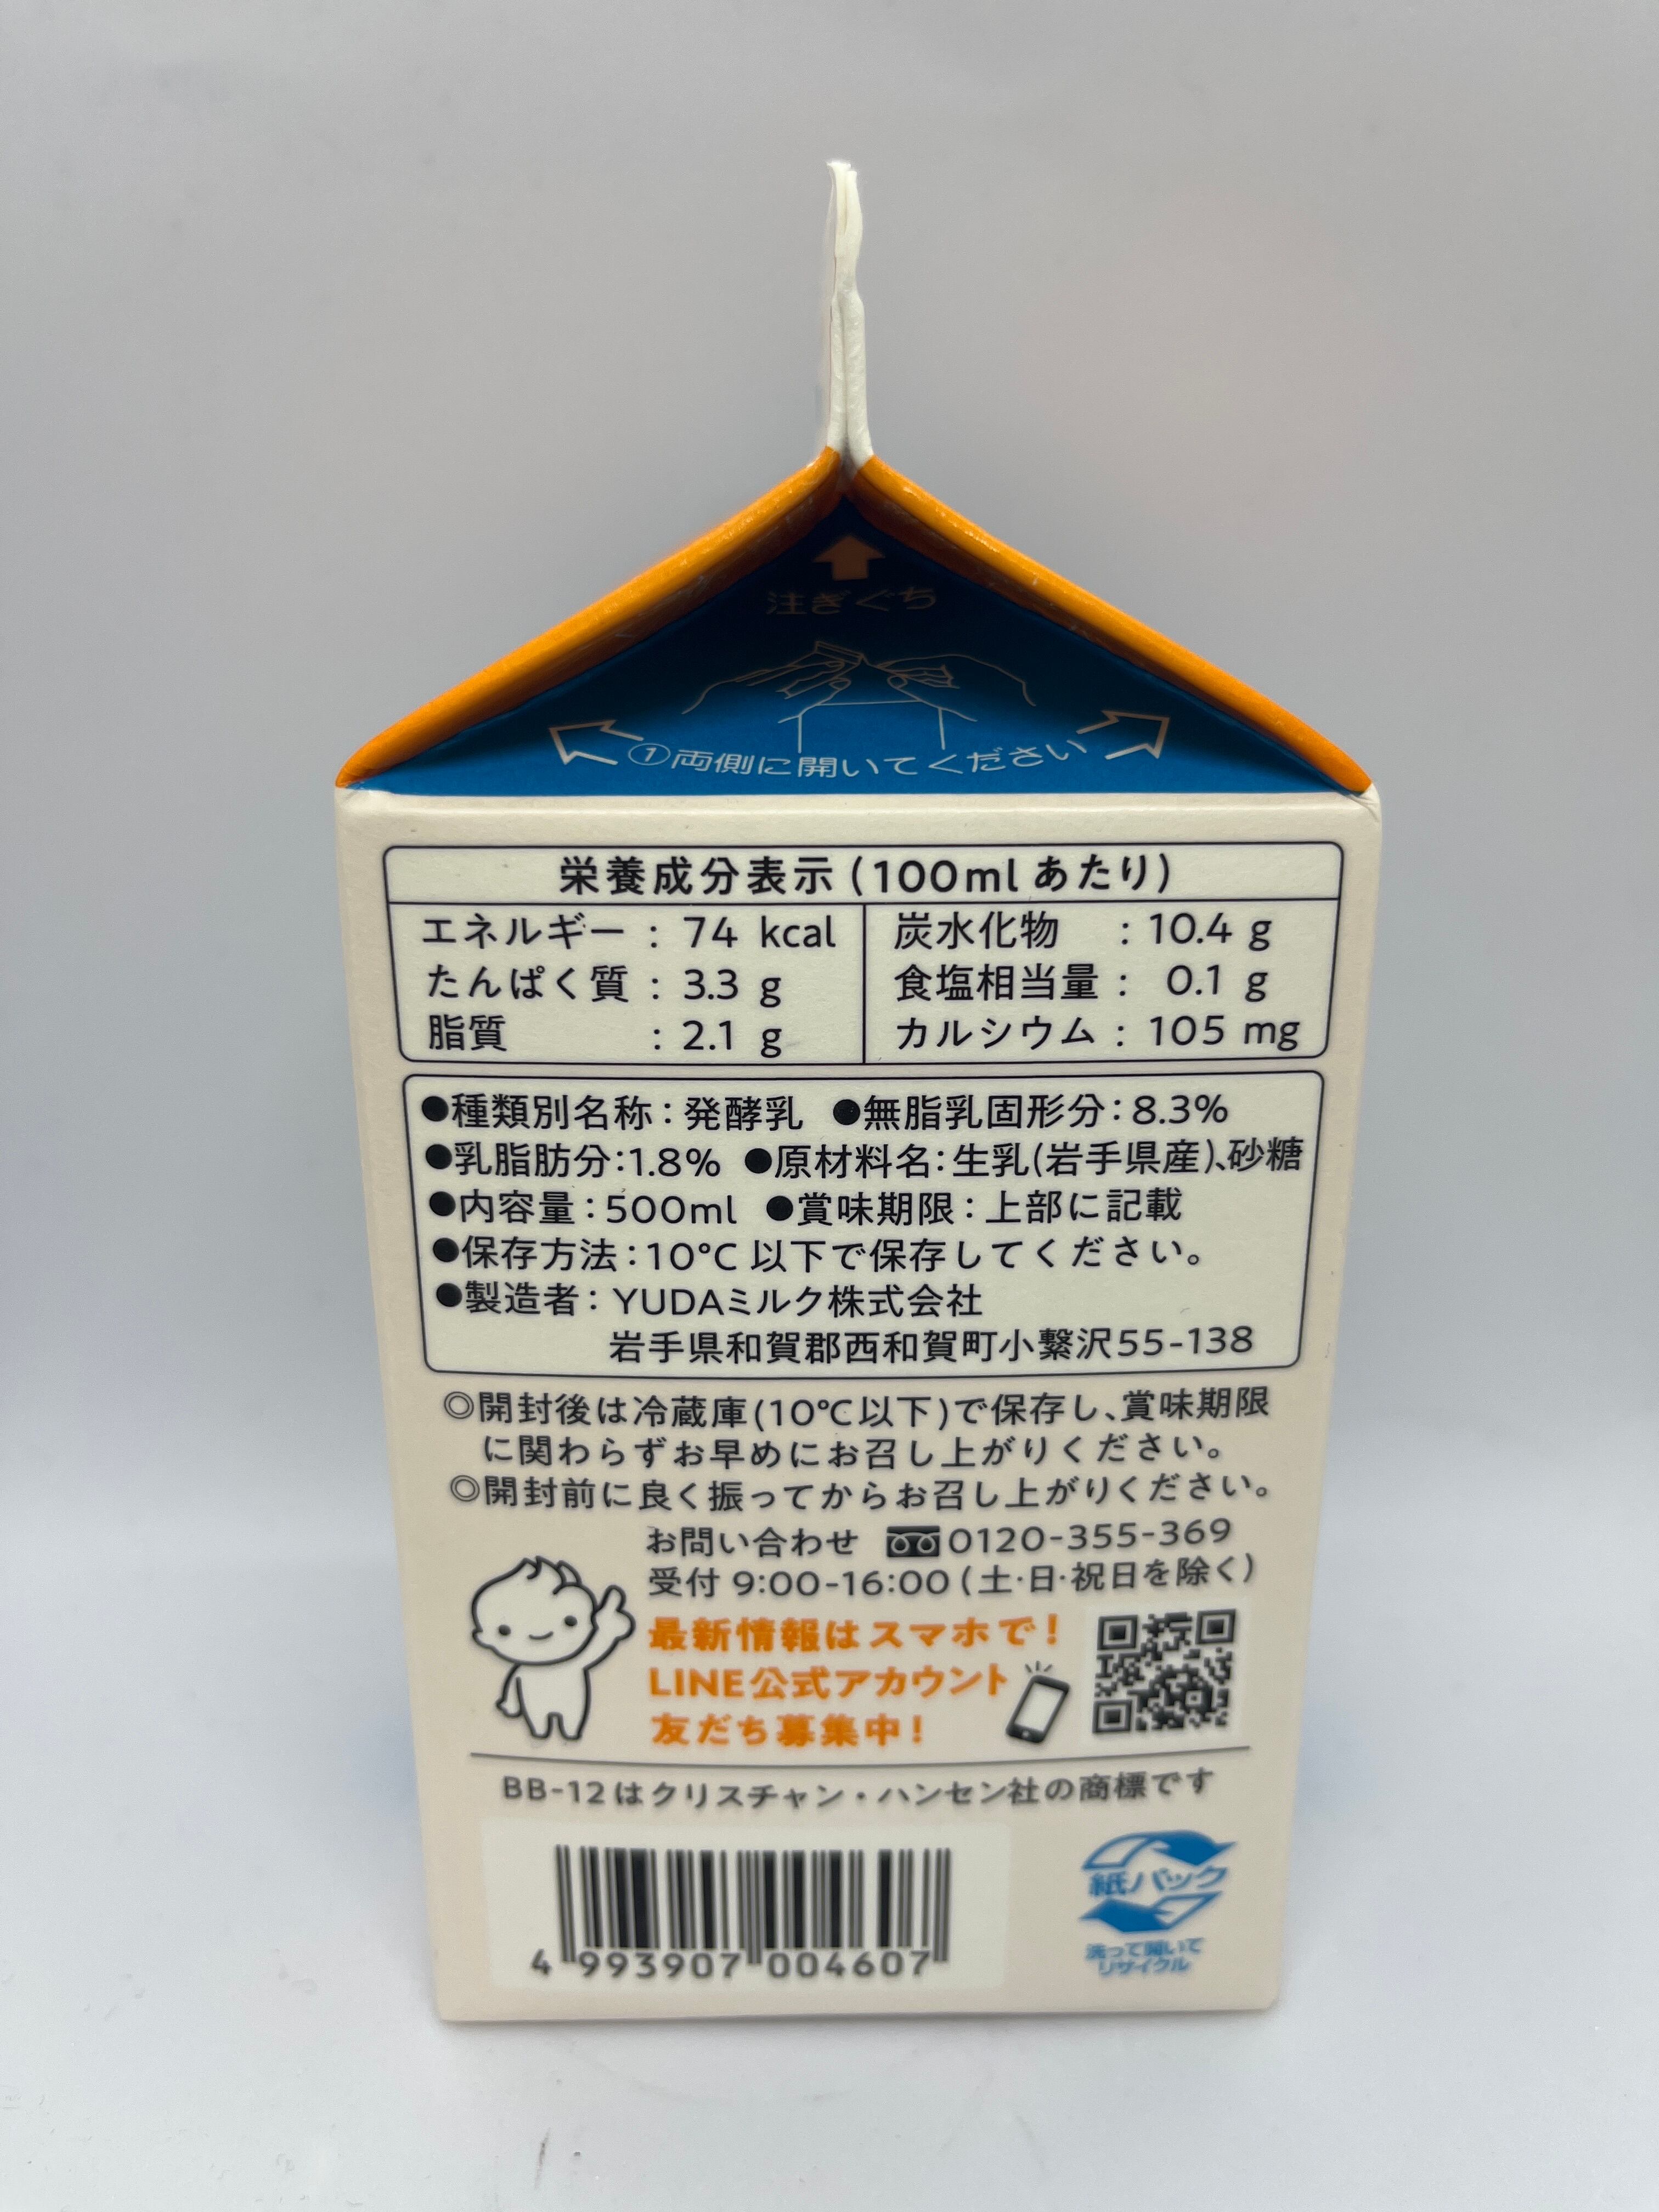 注ぎぐち
①両側に開いてください
栄養成分表示(100mlあたり)
エネルギー : 74 kcal
たんぱく質 : 3.3 g
脂質 : 2.1 g
炭水化物 : 10.4 g
食塩相当量 : 0.1 g
カルシウム : 105 mg
●種類別名称:発酵乳 ●無脂乳固形分:8.3%
●乳脂肪分:1.8% ●原材料名:生乳(岩手県産)、砂糖
●内容量:500ml ●賞味期限:上部に記載
●保存方法:10℃以下で保存してください。
●製造者:YUDAミルク株式会社
岩手県和賀郡西和賀町小繋沢55-138
◎開封後は冷蔵庫(10℃以下)で保存し、賞味期限
に関わらずお早めにお召し上がりください。
◎開封前に良く振ってからお召し上がりください。
お問い合わせ 0120-355-369
受付 9:00-16:00(土・日・祝日を除く)
最新情報はスマホで!
LINE公式アカウント
友だち募集中!
BB-12はクリスチャン・ハンセン社の商標です
4 993907 004607
紙パック
洗って開いて
リサイクル